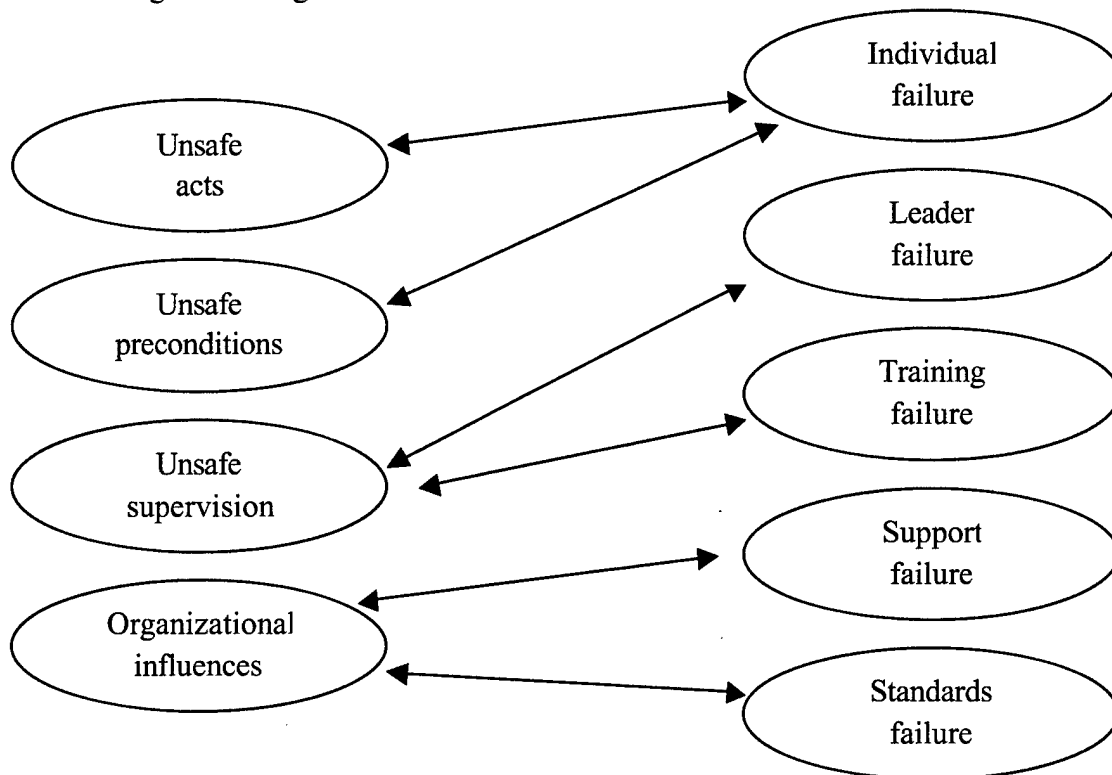 Unsafe
acts
Unsafe
preconditions
Unsafe
supervision
Organizational
influences
Individual
failure
Leader
failure
Training
failure
Support
failure
Standards
failure